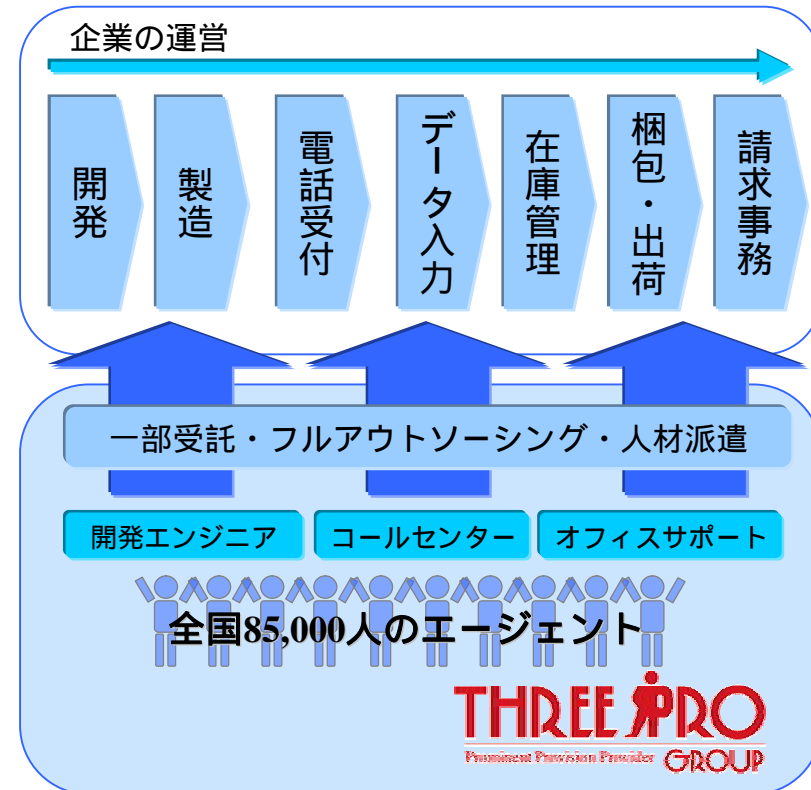 企業の運営
開発
製造
電話受付
データ入力
在庫管理
梱包・出荷
請求事務
一部受託・フルアウトソーシング・人材派遣
開発エンジニア
コールセンター
オフィスサポート
全国85,000人のエージェント
THREE PRO
Prominent Provision Provider GROUP